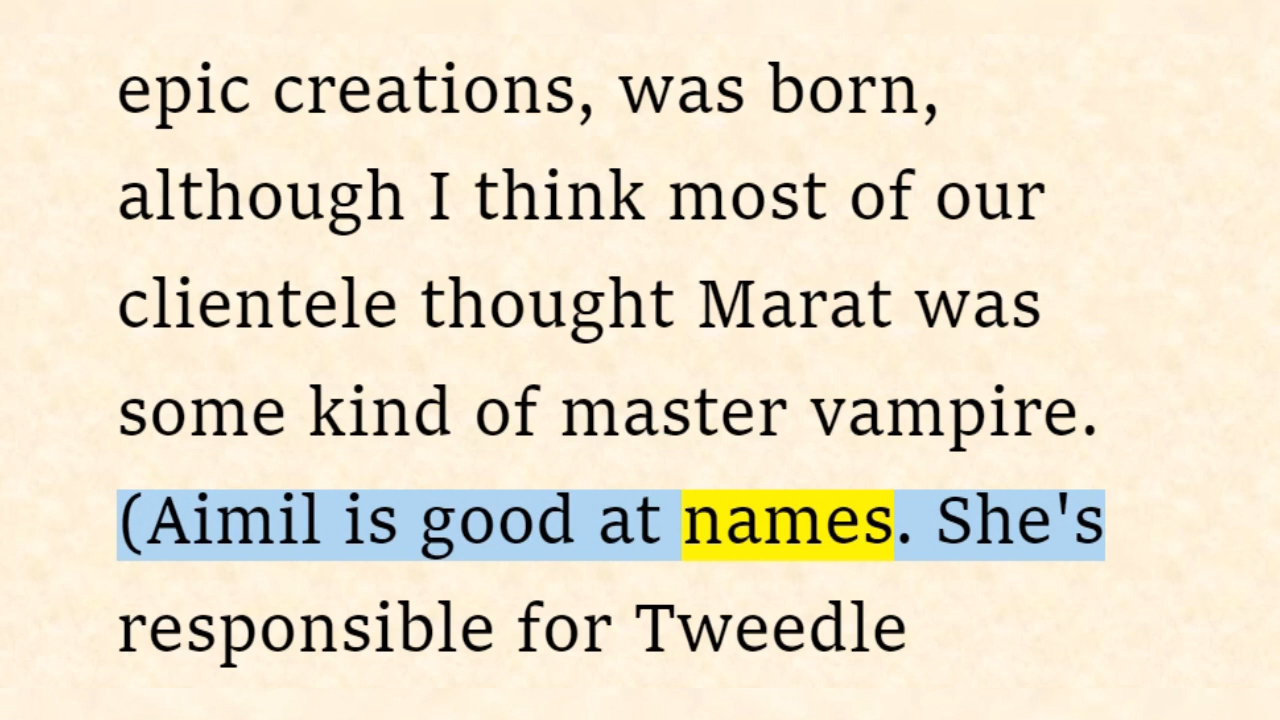 epic creations, was born,
although I think most of our
clientele thought Marat was
some kind of master vampire.
(Aimil is good at names. She's
responsible for Tweedle